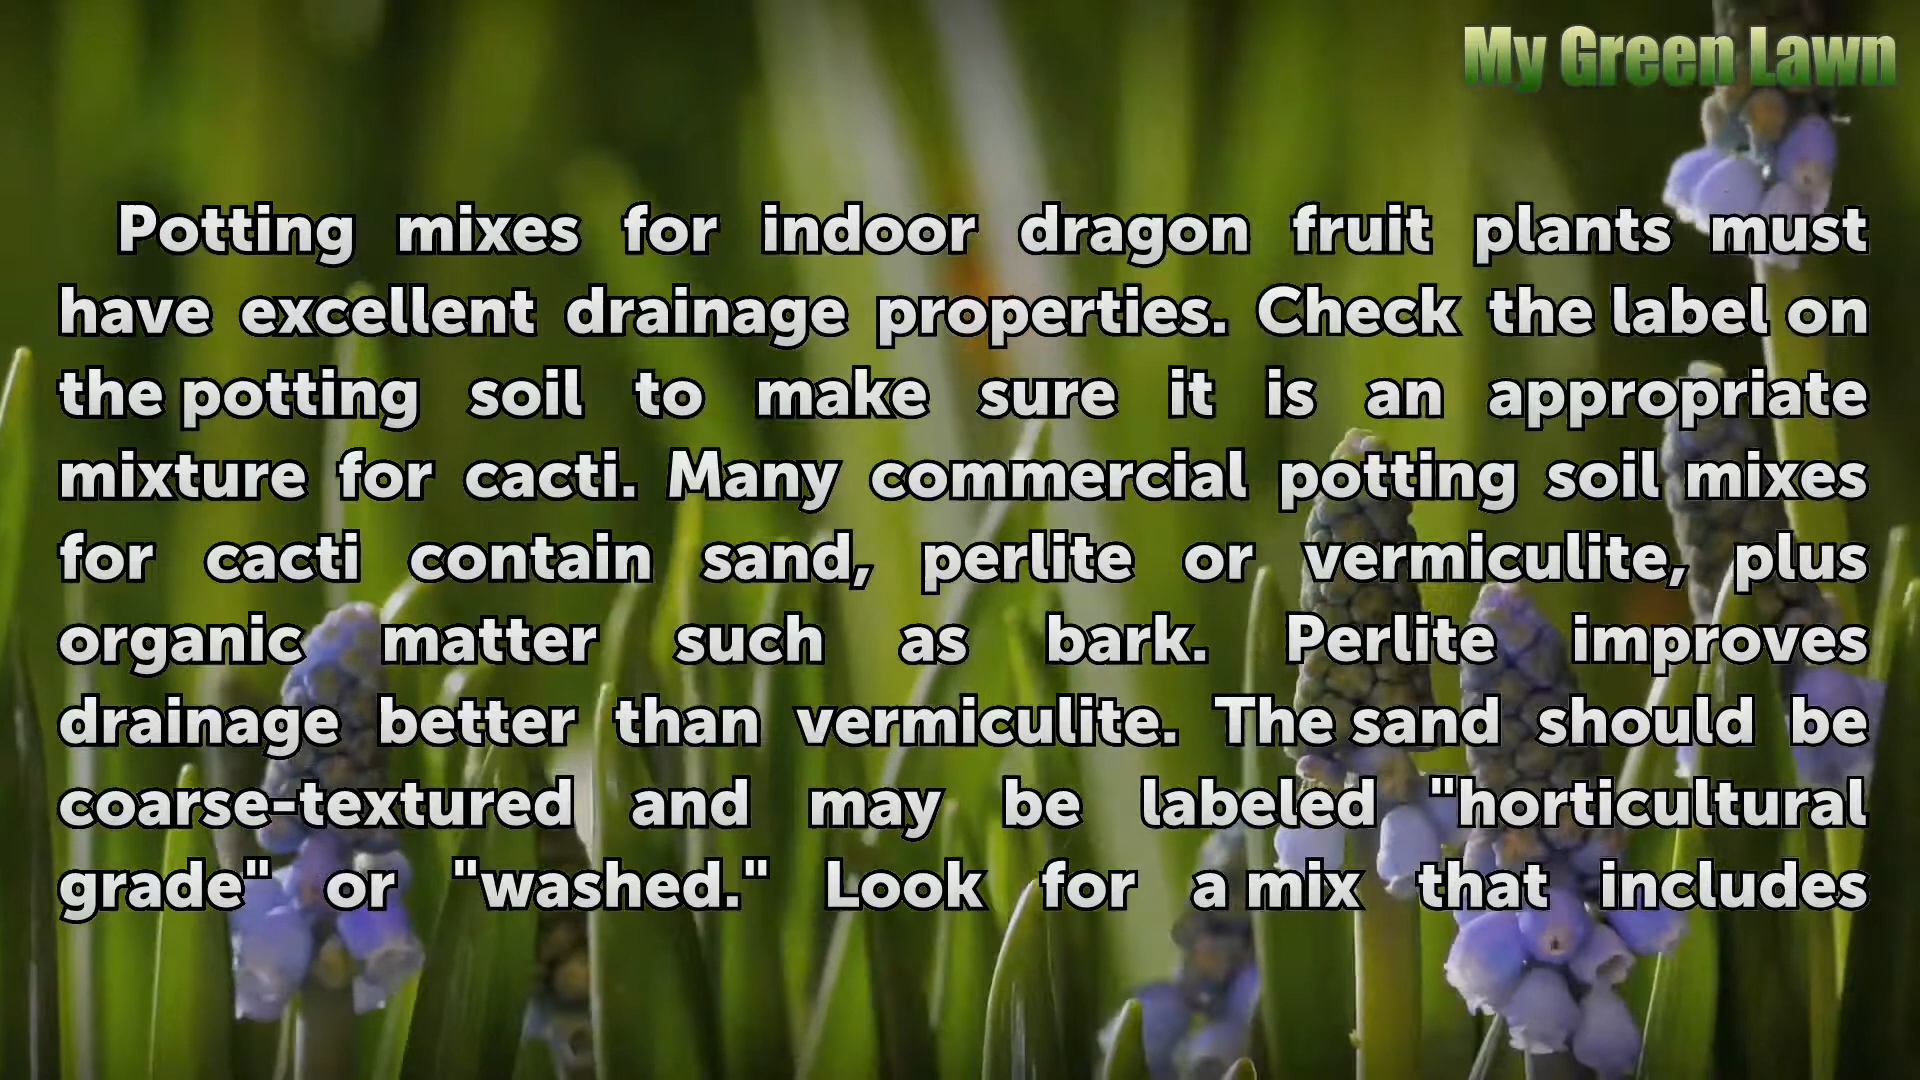 My Green Lawn
Potting mixes for indoor dragon fruit plants must
have excellent drainage properties. Check the label on
the potting soil to make sure it is an appropriate
mixture for cacti. Many commercial potting soil mixes
for cacti contain sand, perlite or vermiculite, plus
organic matter such as bark. Perlite improves
drainage better than vermiculite. The sand should be
coarse-textured and may be labeled "horticultural
grade" or "washed." Look for a mix that includes